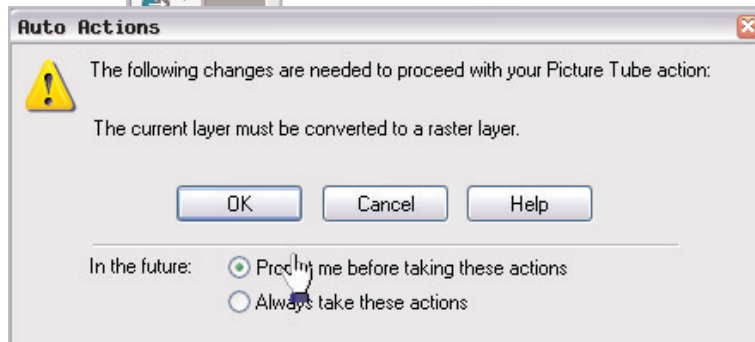 Auto Actions
The following changes are needed to proceed with your Picture Tube action:
The current layer must be converted to a raster layer.
OK Cancel Help
In the future: Prompt me before taking these actions
Always take these actions